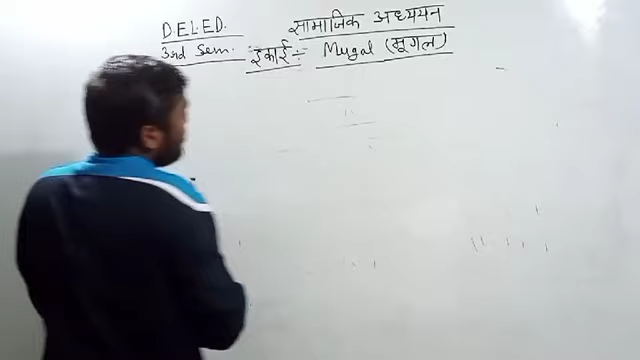 D.EL.ED. सामाजिक अध्ययन
3rd Sem. इकाई ÷ Mugal (मुगल)